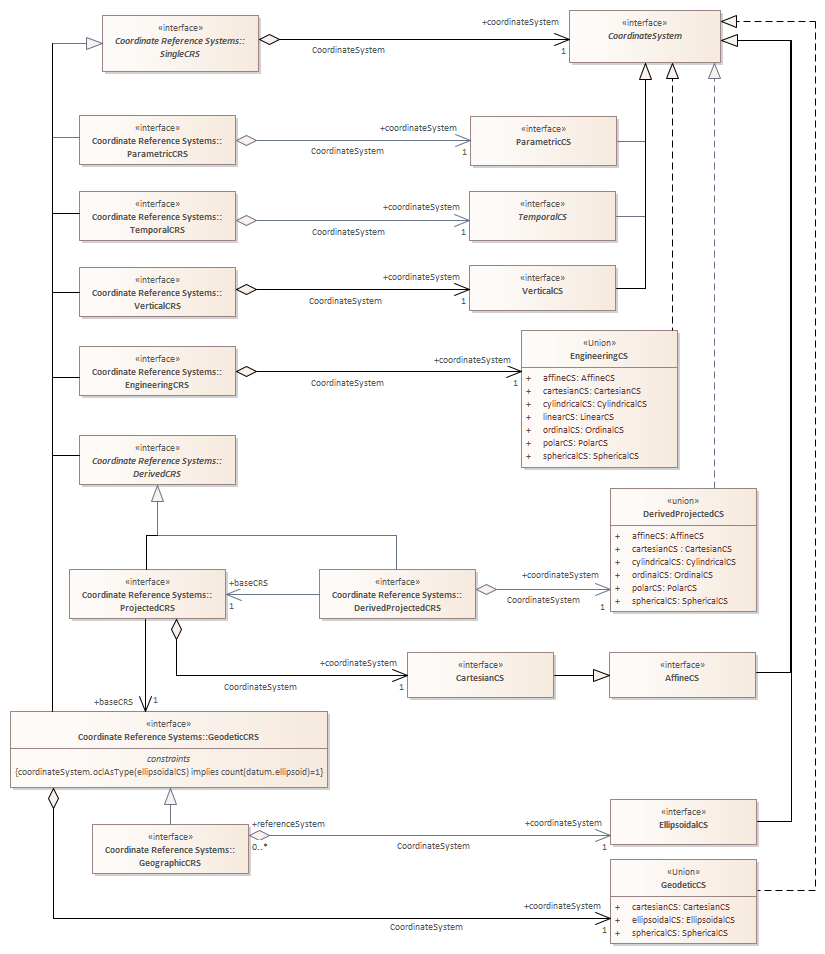 «interface»
Coordinate Reference Systems::
SingleCRS
+coordinateSystem
CoordinateSystem
1
«interface»
CoordinateSystem
«interface»
Coordinate Reference Systems::
ParametricCRS
+coordinateSystem
CoordinateSystem
1
«interface»
ParametricCS
«interface»
Coordinate Reference Systems::
TemporalCRS
+coordinateSystem
CoordinateSystem
1
«interface»
TemporalCS
«interface»
Coordinate Reference Systems::
VerticalCRS
+coordinateSystem
CoordinateSystem
1
«interface»
VerticalCS
«interface»
Coordinate Reference Systems::
EngineeringCRS
+coordinateSystem
CoordinateSystem
1
«Union»
EngineeringCS
+ affineCS: AffineCS
+ cartesianCS: CartesianCS
+ cylindricalCS: CylindricalCS
+ linearCS: LinearCS
+ ordinalCS: OrdinalCS
+ polarCS: PolarCS
+ sphericalCS: SphericalCS
«interface»
Coordinate Reference Systems::
DerivedCRS
«interface»
Coordinate Reference Systems::
ProjectedCRS
+baseCRS
1
«interface»
Coordinate Reference Systems::
DerivedProjectedCRS
+coordinateSystem
CoordinateSystem
1
«union»
DerivedProjectedCS
+ affineCS: AffineCS
+ cartesianCS : CartesianCS
+ cylindricalCS: CylindricalCS
+ ordinalCS: OrdinalCS
+ polarCS: PolarCS
+ sphericalCS: SphericalCS
+coordinateSystem
CoordinateSystem
1
«interface»
CartesianCS
«interface»
AffineCS
+baseCRS
1
«interface»
Coordinate Reference Systems::GeodeticCRS
constraints
{coordinateSystem.oclAsType(ellipsoidalCS) implies count(datum.ellipsoid)=1}
«interface»
Coordinate Reference Systems::
GeographicCRS
+referenceSystem
0..*
+coordinateSystem
CoordinateSystem
1
«interface»
EllipsoidalCS
+coordinateSystem
CoordinateSystem
1
«Union»
GeodeticCS
+ cartesianCS: CartesianCS
+ ellipsoidalCS: EllipsoidalCS
+ sphericalCS: SphericalCS